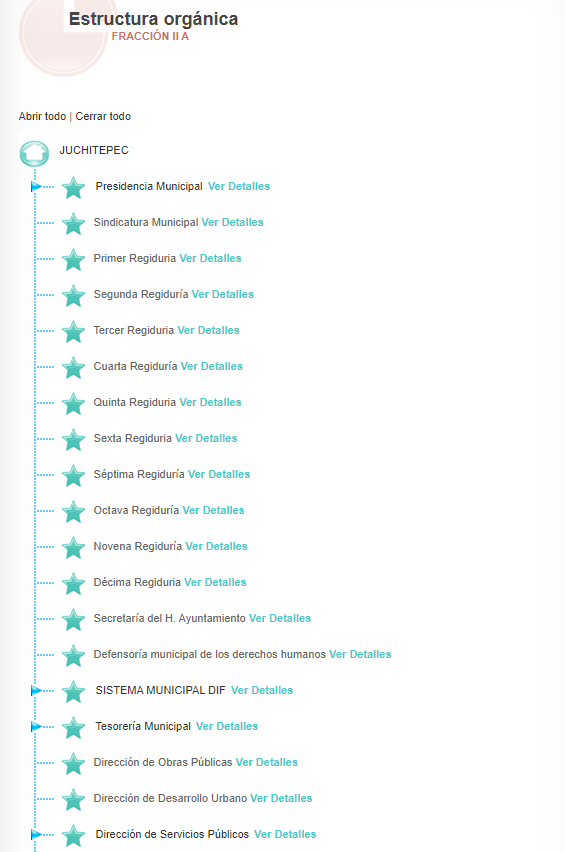 Estructura orgánica
FRACCIÓN II A
Abrir todo | Cerrar todo
JUCHITEPEC
Presidencia Municipal Ver Detalles
Sindicatura Municipal Ver Detalles
Primer Regiduria Ver Detalles
Segunda Regiduría Ver Detalles
Tercer Regiduria Ver Detalles
Cuarta Regiduría Ver Detalles
Quinta Regiduria Ver Detalles
Sexta Regiduria Ver Detalles
Séptima Regiduría Ver Detalles
Octava Regiduría Ver Detalles
Novena Regiduría Ver Detalles
Décima Regiduria Ver Detalles
Secretaría del H. Ayuntamiento Ver Detalles
Defensoría municipal de los derechos humanos Ver Detalles
SISTEMA MUNICIPAL DIF Ver Detalles
Tesorería Municipal Ver Detalles
Dirección de Obras Públicas Ver Detalles
Dirección de Desarrollo Urbano Ver Detalles
Dirección de Servicios Públicos Ver Detalles